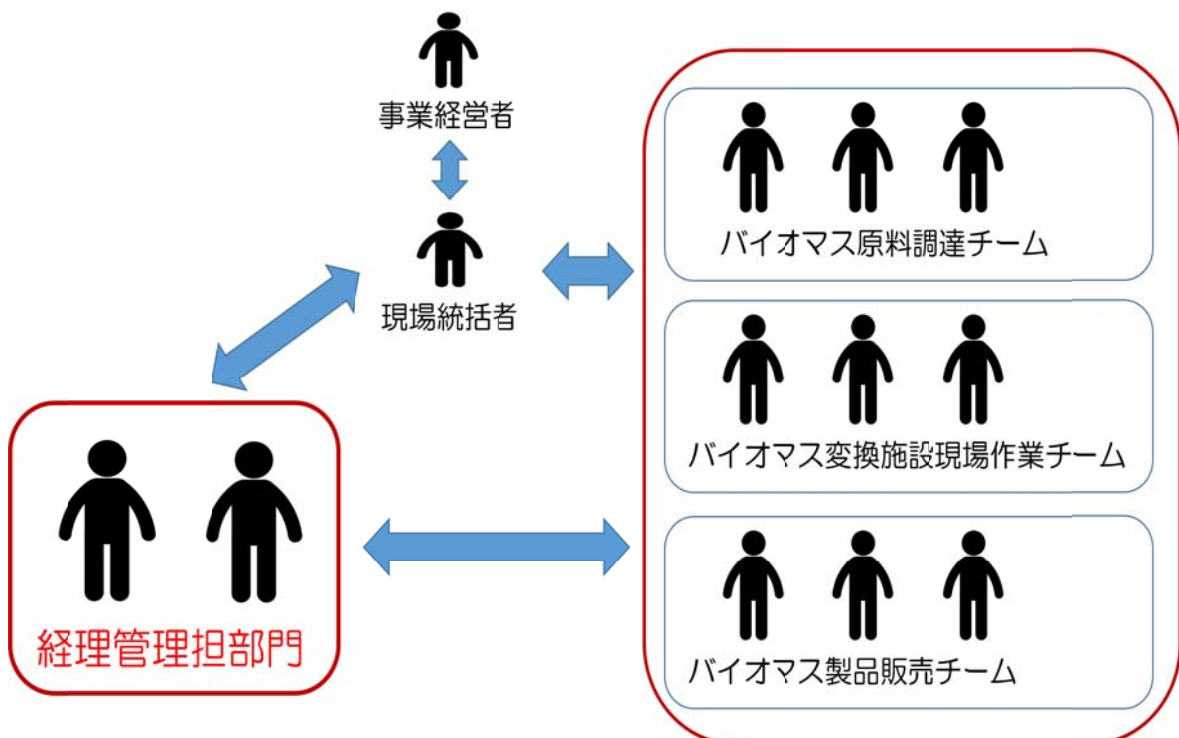 事業経営者
現場統括者
経理管理担部門
バイオマス原料調達チーム
バイオマス変換施設現場作業チーム
バイオマス製品販売チーム